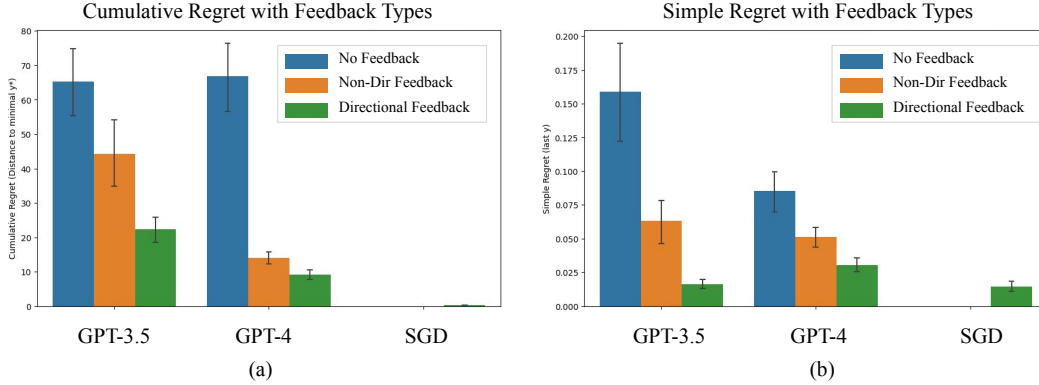 Cumulative Regret with Feedback Types
80
70
60
50
40
30
20
10
0
Cumulative Regret (Distance to minimal y*)
No Feedback
Non-Dir Feedback
Directional Feedback
GPT-3.5 GPT-4 SGD
(a)
Simple Regret with Feedback Types
0.200
0.175
0.150
0.125
0.100
0.075
0.050
0.025
0.000
Simple Regret (last y)
No Feedback
Non-Dir Feedback
Directional Feedback
GPT-3.5 GPT-4 SGD
(b)